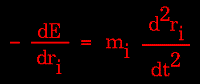 - dE/dr_i = m_i d²r_i/dt²